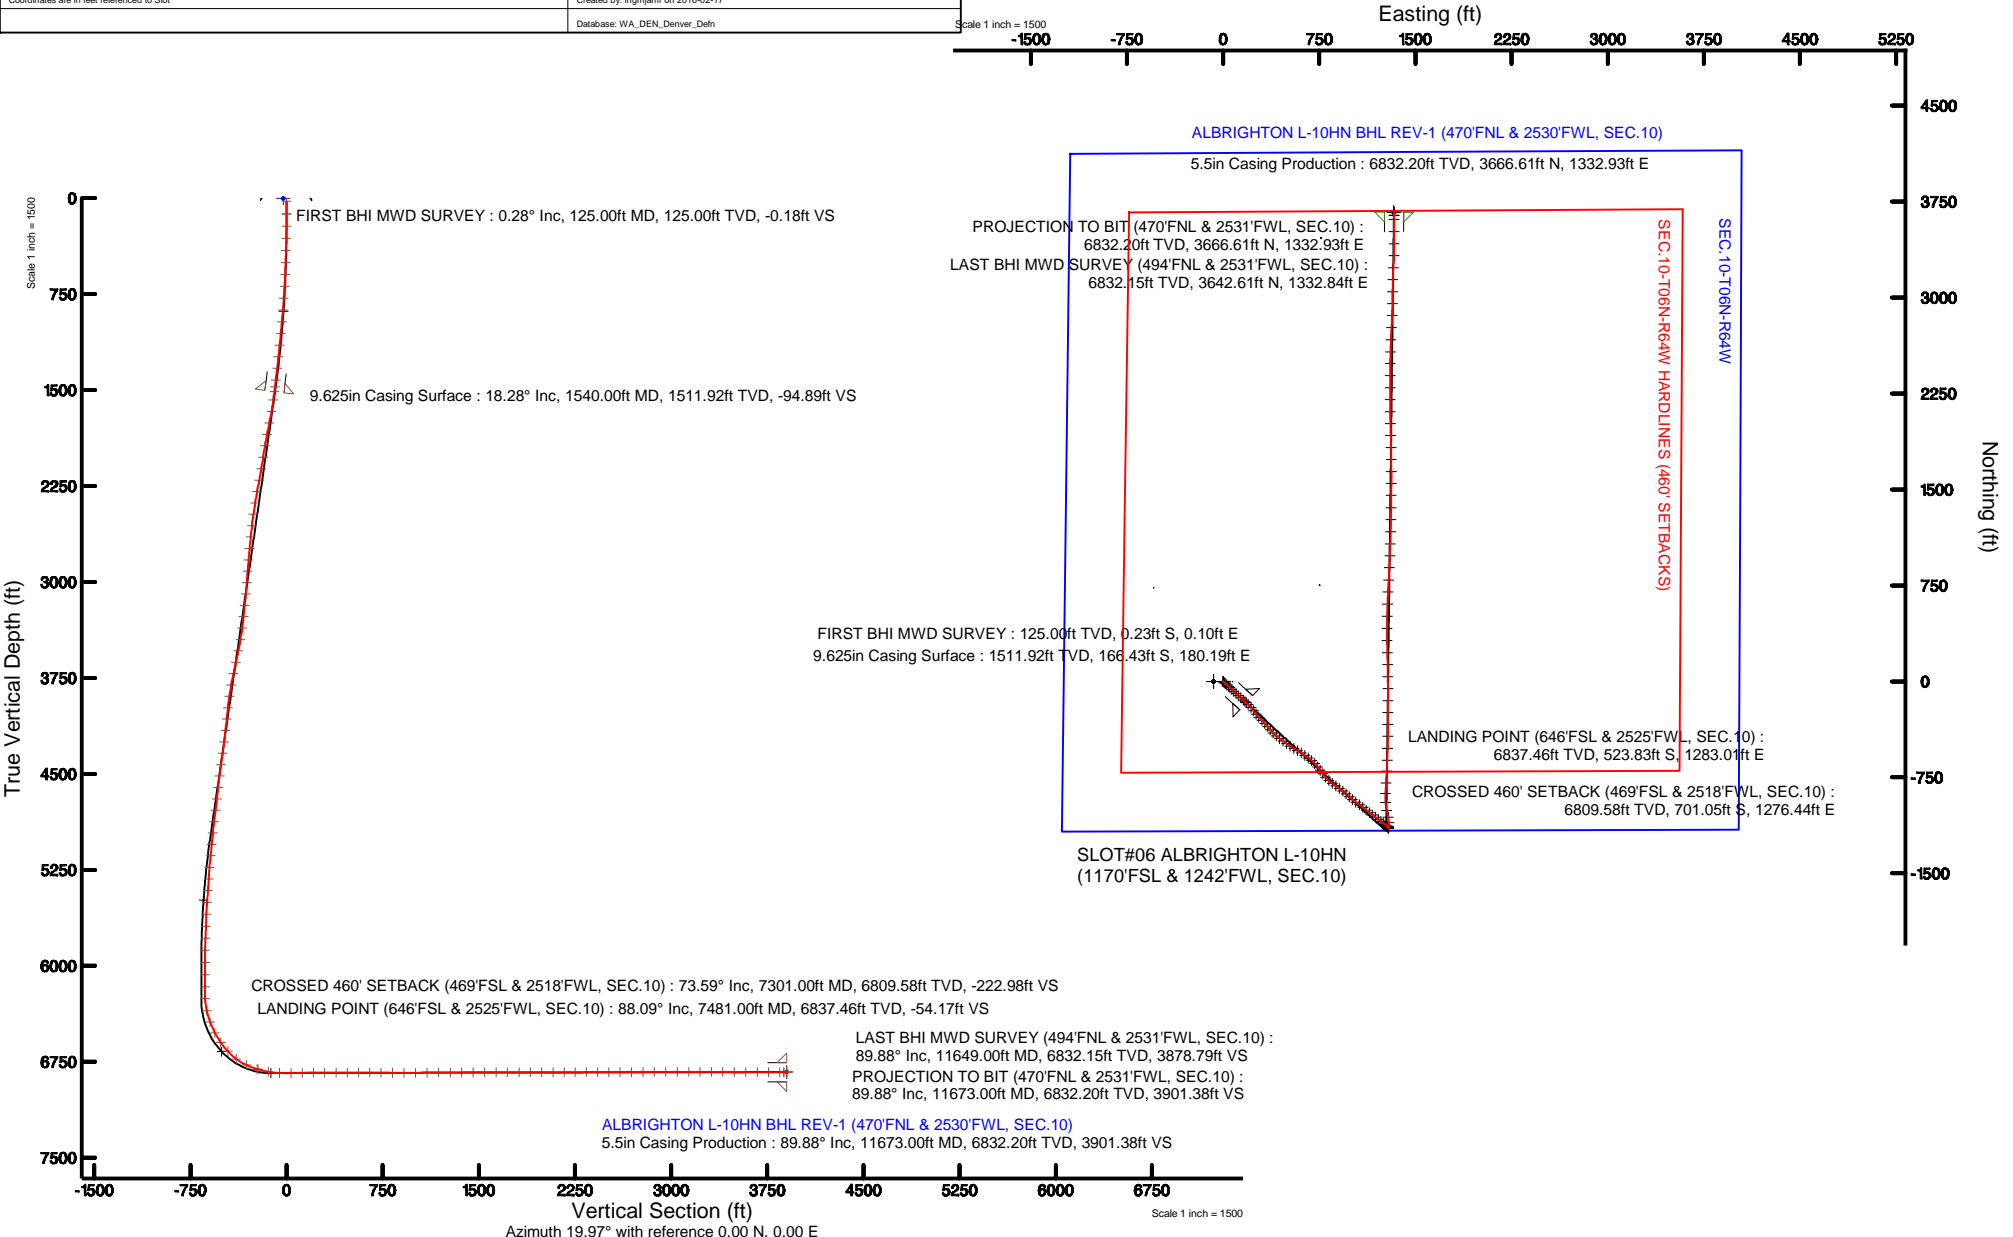 Coordinates are in feet referenced to Slot
Created by: ingmjamf on 2016-02-17
Database: WA_DEN_Denver_Defn
Scale 1 inch = 1500
Easting (ft)
-1500 -750 0 750 1500 2250 3000 3750 4500 5250
4500
3750
3000
2250
1500
750
0
-750
-1500
Northing (ft)
ALBRIGHTON L-10HN BHL REV-1 (470'FNL & 2530'FWL, SEC.10)
5.5in Casing Production : 6832.20ft TVD, 3666.61ft N, 1332.93ft E
PROJECTION TO BIT (470'FNL & 2531'FWL, SEC.10) :
6832.20ft TVD, 3666.61ft N, 1332.93ft E
LAST BHI MWD SURVEY (494'FNL & 2531'FWL, SEC.10) :
6832.15ft TVD, 3642.61ft N, 1332.84ft E
SEC.10-T06N-R64W HARDLINES (460' SETBACKS)
SEC.10-T06N-R64W
FIRST BHI MWD SURVEY : 125.00ft TVD, 0.23ft S, 0.10ft E
9.625in Casing Surface : 1511.92ft TVD, 166.43ft S, 180.19ft E
LANDING POINT (646'FSL & 2525'FWL, SEC.10) :
6837.46ft TVD, 523.83ft S, 1283.01ft E
CROSSED 460' SETBACK (469'FSL & 2518'FWL, SEC.10) :
6809.58ft TVD, 701.05ft S, 1276.44ft E
SLOT#06 ALBRIGHTON L-10HN
(1170'FSL & 1242'FWL, SEC.10)
Scale 1 inch = 1500
True Vertical Depth (ft)
0
750
1500
2250
3000
3750
4500
5250
6000
6750
7500
FIRST BHI MWD SURVEY : 0.28° Inc, 125.00ft MD, 125.00ft TVD, -0.18ft VS
9.625in Casing Surface : 18.28° Inc, 1540.00ft MD, 1511.92ft TVD, -94.89ft VS
CROSSED 460' SETBACK (469'FSL & 2518'FWL, SEC.10) : 73.59° Inc, 7301.00ft MD, 6809.58ft TVD, -222.98ft VS
LANDING POINT (646'FSL & 2525'FWL, SEC.10) : 88.09° Inc, 7481.00ft MD, 6837.46ft TVD, -54.17ft VS
LAST BHI MWD SURVEY (494'FNL & 2531'FWL, SEC.10) :
89.88° Inc, 11649.00ft MD, 6832.15ft TVD, 3878.79ft VS
PROJECTION TO BIT (470'FNL & 2531'FWL, SEC.10) :
89.88° Inc, 11673.00ft MD, 6832.20ft TVD, 3901.38ft VS
ALBRIGHTON L-10HN BHL REV-1 (470'FNL & 2530'FWL, SEC.10)
5.5in Casing Production : 89.88° Inc, 11673.00ft MD, 6832.20ft TVD, 3901.38ft VS
-1500 -750 0 750 1500 2250 3000 3750 4500 5250 6000 6750
Vertical Section (ft)
Scale 1 inch = 1500
Azimuth 19.97° with reference 0.00 N, 0.00 E